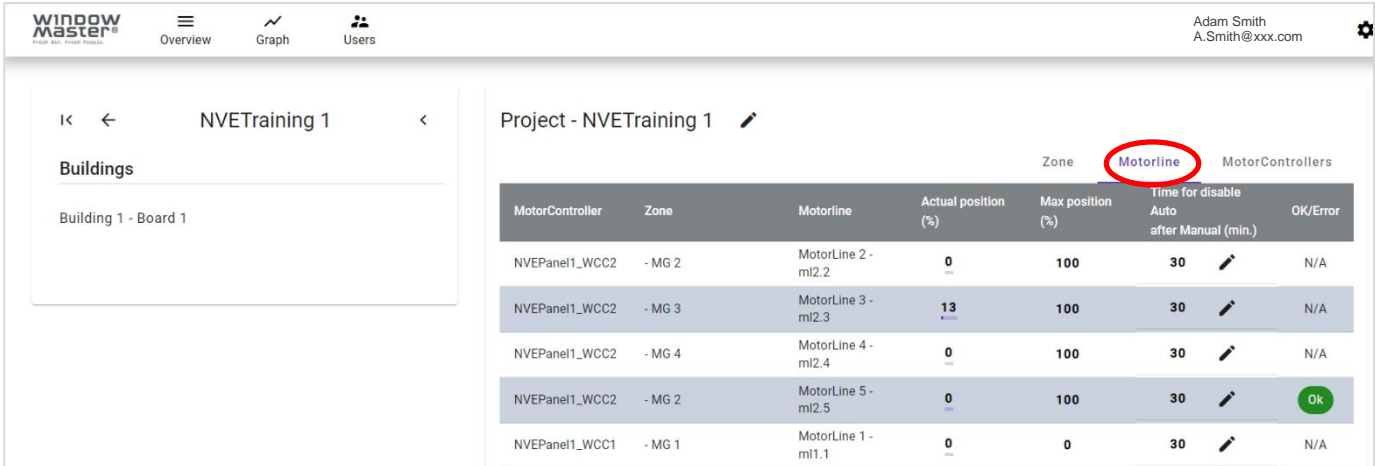 WINDOW
Master®
Fresh Air. Fresh People.
Overview
Graph
Users
Adam Smith
A.Smith@xxx.com
NVETraining 1
Buildings
Building 1 - Board 1
Project - NVETraining 1
Zone Motorline MotorControllers
MotorController Zone Motorline Actual position (%) Max position (%) Time for disable Auto after Manual (min.) OK/Error
NVEPanel1_WCC2 - MG 2 MotorLine 2 - ml2.2 0 100 30 N/A
NVEPanel1_WCC2 - MG 3 MotorLine 3 - ml2.3 13 100 30 N/A
NVEPanel1_WCC2 - MG 4 MotorLine 4 - ml2.4 0 100 30 N/A
NVEPanel1_WCC2 - MG 2 MotorLine 5 - ml2.5 0 100 30 Ok
NVEPanel1_WCC1 - MG 1 MotorLine 1 - ml1.1 0 0 30 N/A